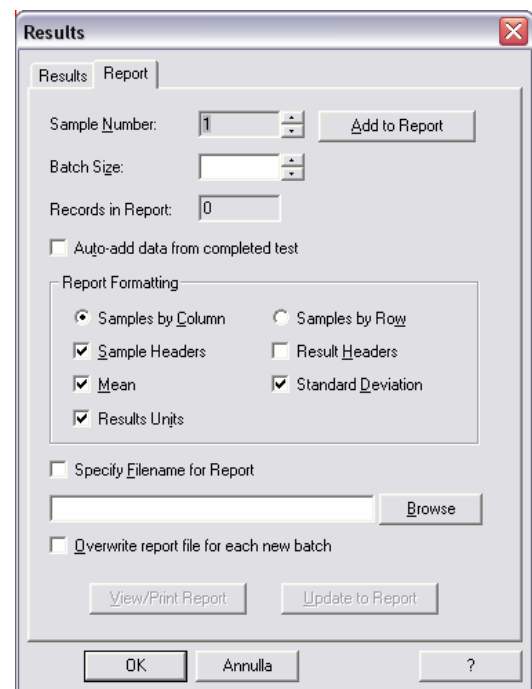 Results
Results Report
Sample Number: 1 Add to Report
Batch Size:
Records in Report: 0
Auto-add data from completed test
Report Formatting
Samples by Column Samples by Row
Sample Headers Result Headers
Mean Standard Deviation
Results Units
Specify Filename for Report
Browse
Overwrite report file for each new batch
View/Print Report Update to Report
OK Annulla ?